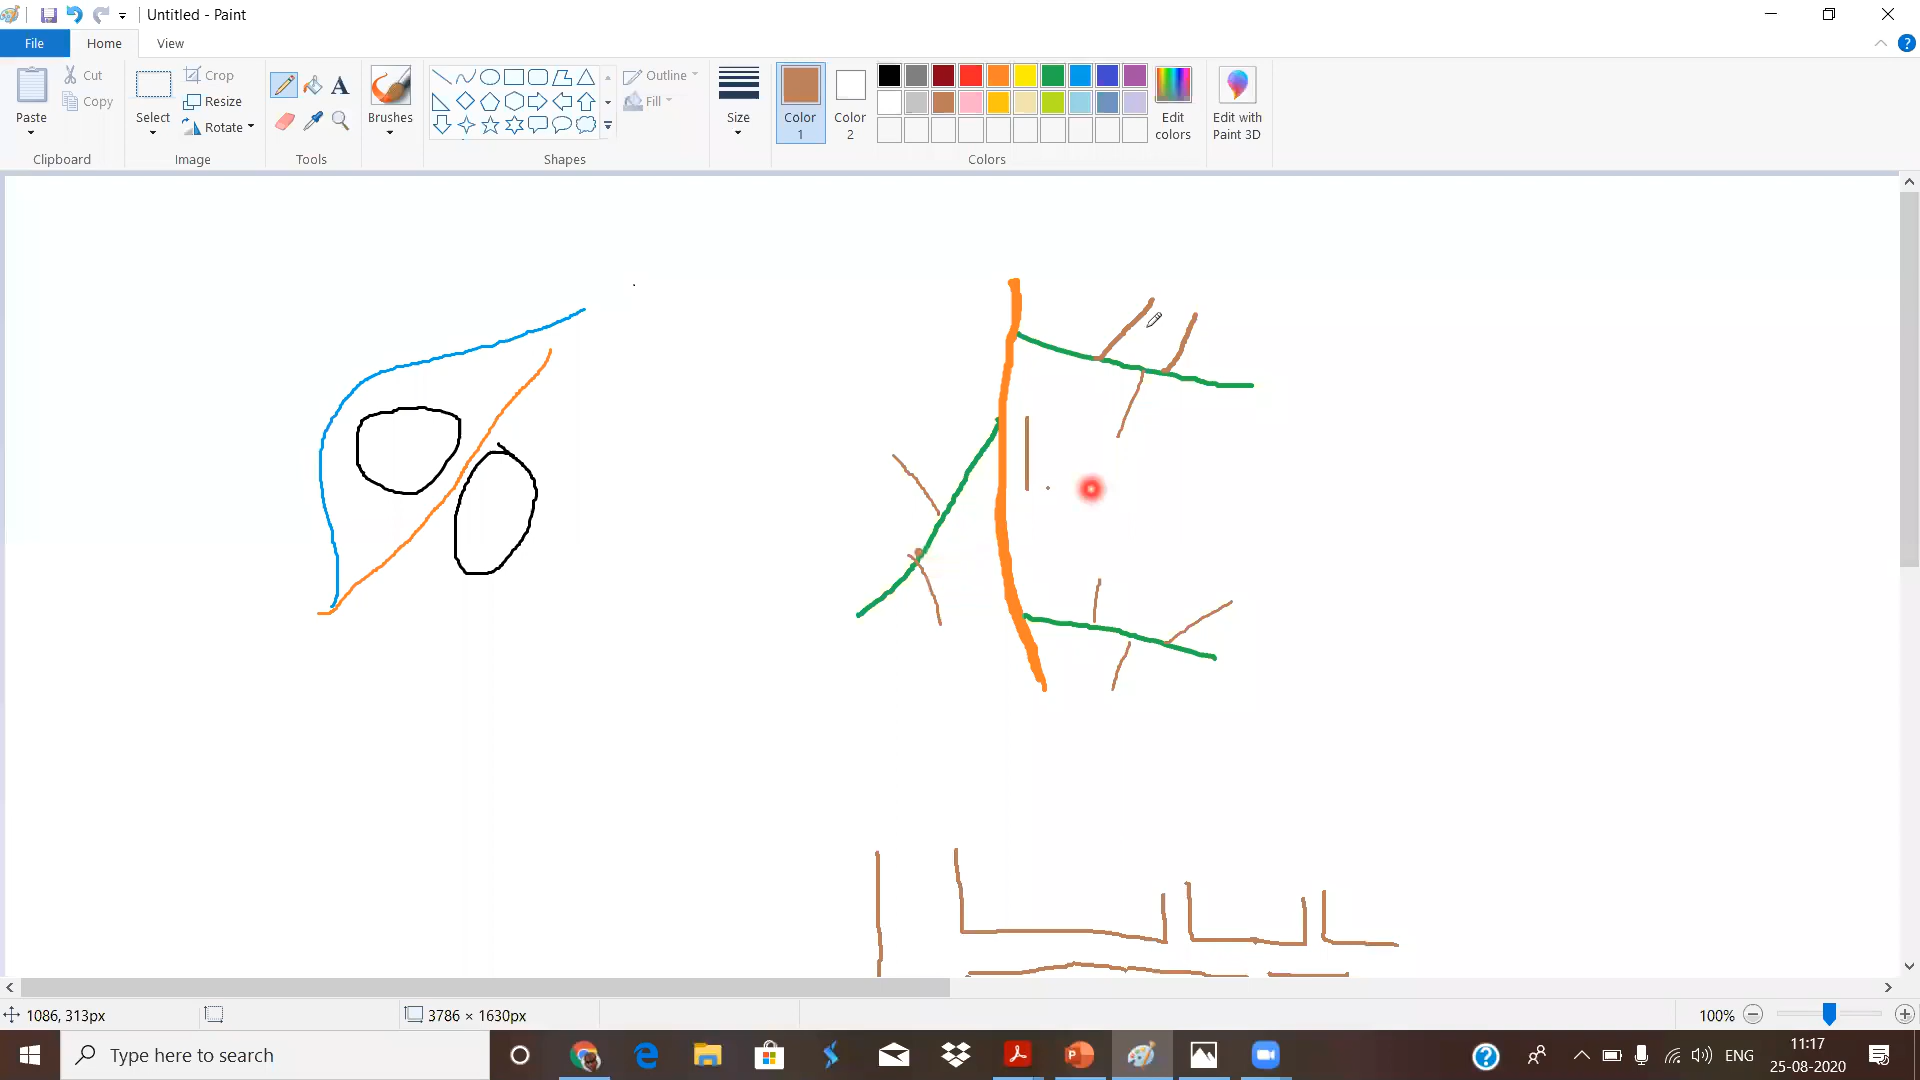 Untitled - Paint
File Home View
Cut Crop Outline
Copy Resize Fill
Paste Select Rotate Brushes Size Color 1 Color 2 Edit colors Edit with Paint 3D
Clipboard Image Tools Shapes Colors
1086, 313px 3786 × 1630px 100%
Type here to search ENG 11:17
25-08-2020